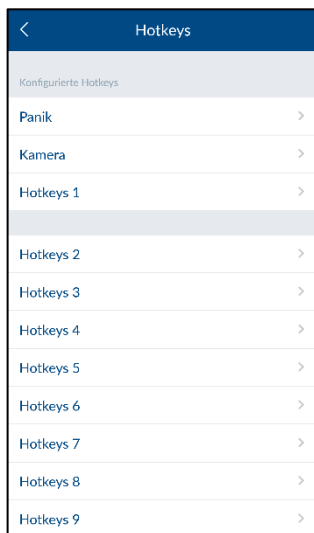 Hotkeys
Konfigurierte Hotkeys
Panik
Kamera
Hotkeys 1
Hotkeys 2
Hotkeys 3
Hotkeys 4
Hotkeys 5
Hotkeys 6
Hotkeys 7
Hotkeys 8
Hotkeys 9